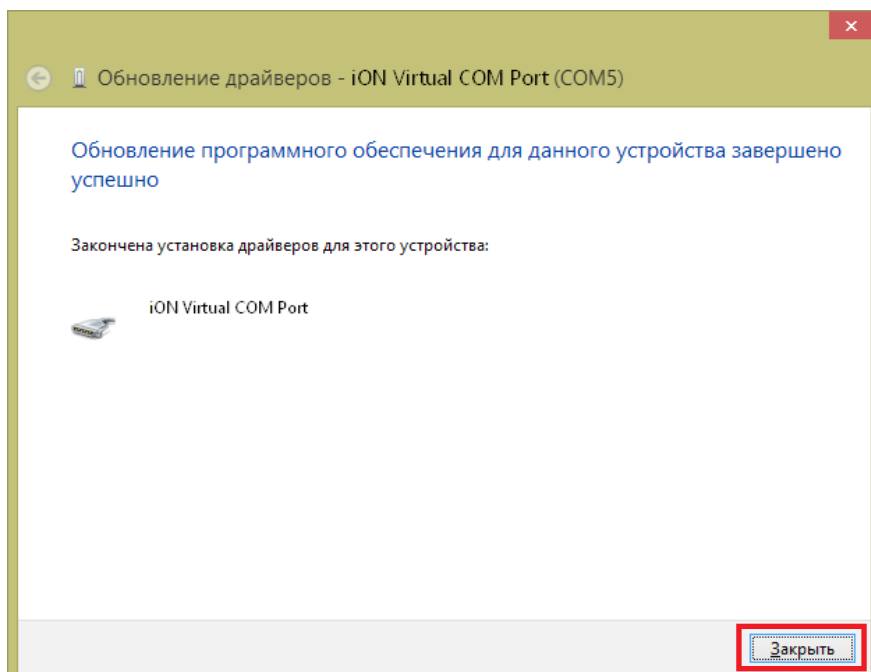 Обновление драйверов - iON Virtual COM Port (COM5)
Обновление программного обеспечения для данного устройства завершено
успешно
Закончена установка драйверов для этого устройства:
iON Virtual COM Port
Закрыть